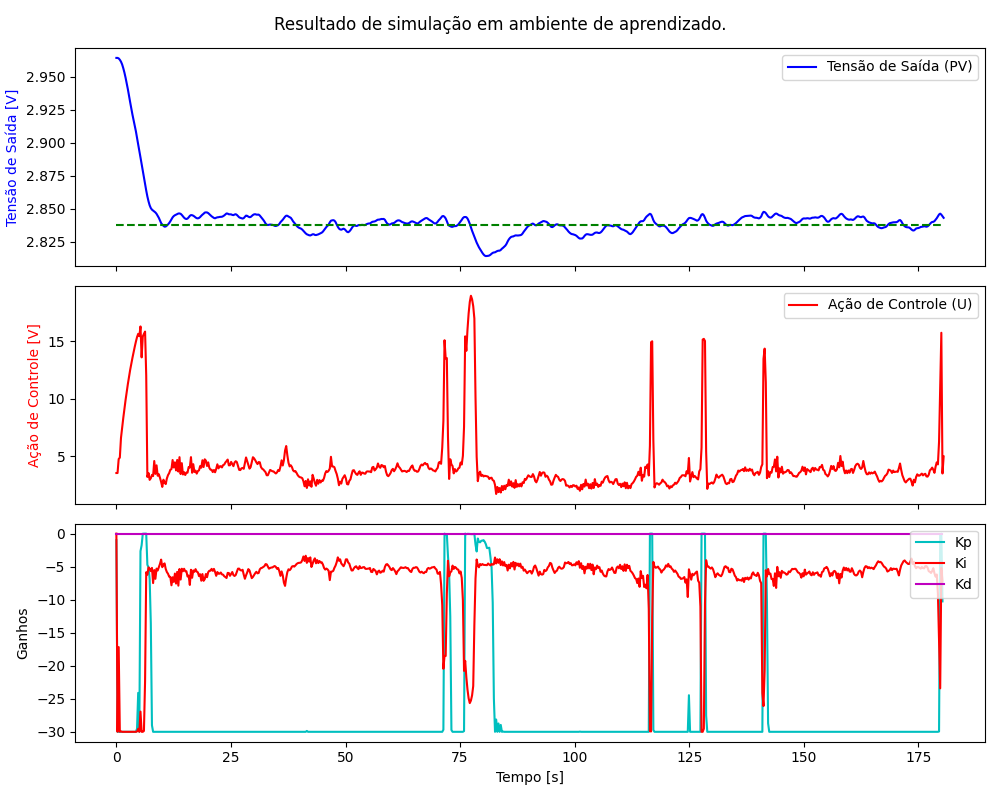 Resultado de simulação em ambiente de aprendizado.
Tensão de Saída [V]
2.950
2.925
2.900
2.875
2.850
2.825
Tensão de Saída (PV)
Ação de Controle [V]
15
10
5
Ação de Controle (U)
Ganhos
0
−5
−10
−15
−20
−25
−30
Kp
Ki
Kd
0 25 50 75 100 125 150 175
Tempo [s]